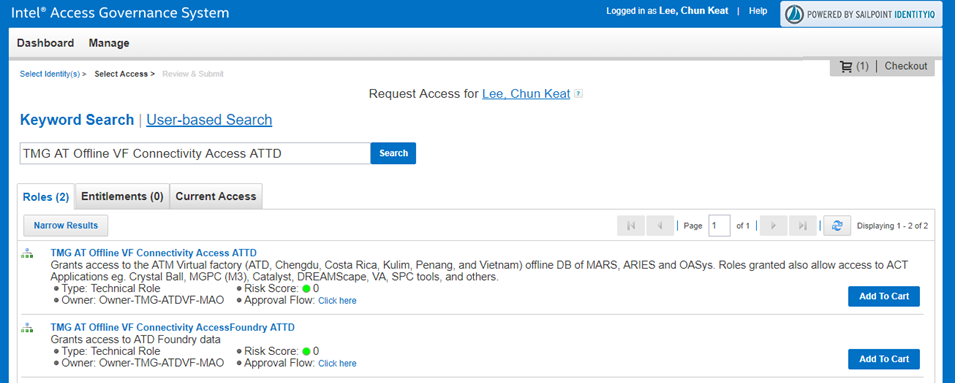 Intel® Access Governance System
Logged in as Lee, Chun Keat | Help
POWERED BY SAILPOINT IDENTITYIQ
Dashboard Manage
(1) | Checkout
Select Identity(s) > Select Access > Review & Submit
Request Access for Lee, Chun Keat ?
Keyword Search | User-based Search
TMG AT Offline VF Connectivity Access ATTD Search
Roles (2) Entitlements (0) Current Access
Narrow Results | Page 1 of 1 | | Displaying 1 - 2 of 2
TMG AT Offline VF Connectivity Access ATTD
Grants access to the ATM Virtual factory (ATD, Chengdu, Costa Rica, Kulim, Penang, and Vietnam) offline DB of MARS, ARIES and OASys. Roles granted also allow access to ACT
Applications eg. Crystal Ball, MGPC (M3), Catalyst, DREAMScape, VA, SPC tools, and others.
Type: Technical Role Risk Score: 0
Owner: Owner-TMG-ATDVF-MAO Approval Flow: Click here
Add To Cart
TMG AT Offline VF Connectivity AccessFoundry ATTD
Grants access to ATD Foundry data
Type: Technical Role Risk Score: 0
Owner: Owner-TMG-ATDVF-MAO Approval Flow: Click here
Add To Cart